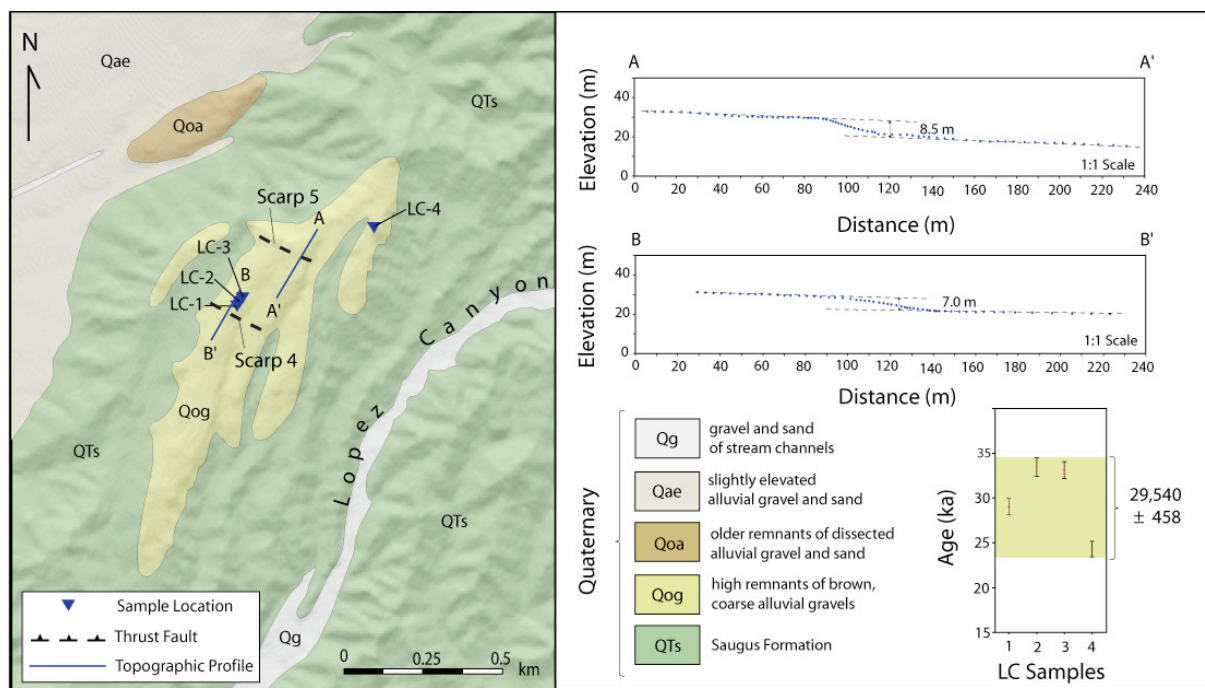 N
Qae
Qoa
QTs
Scarp 5
A
LC-4
LC-3
B
LC-2
LC-1
A'
B'
Scarp 4
Qog
QTs
QTs
Lopez Canyon
Qg
Sample Location
Thrust Fault
Topographic Profile
0 0.25 0.5
km
A A'
Elevation (m)
40
20
0
8.5 m
1:1 Scale
0 20 40 60 80 100 120 140 160 180 200 220 240
Distance (m)
B B'
Elevation (m)
40
20
0
7.0 m
1:1 Scale
0 20 40 60 80 100 120 140 160 180 200 220 240
Distance (m)
Quaternary
Qg
gravel and sand
of stream channels
Qae
slightly elevated
alluvial gravel and sand
Qoa
older remnants of dissected
alluvial gravel and sand
Qog
high remnants of brown,
coarse alluvial gravels
QTs
Saugus Formation
Age (ka)
35
30
25
22
15
29,540
± 458
1 2 3 4
LC Samples